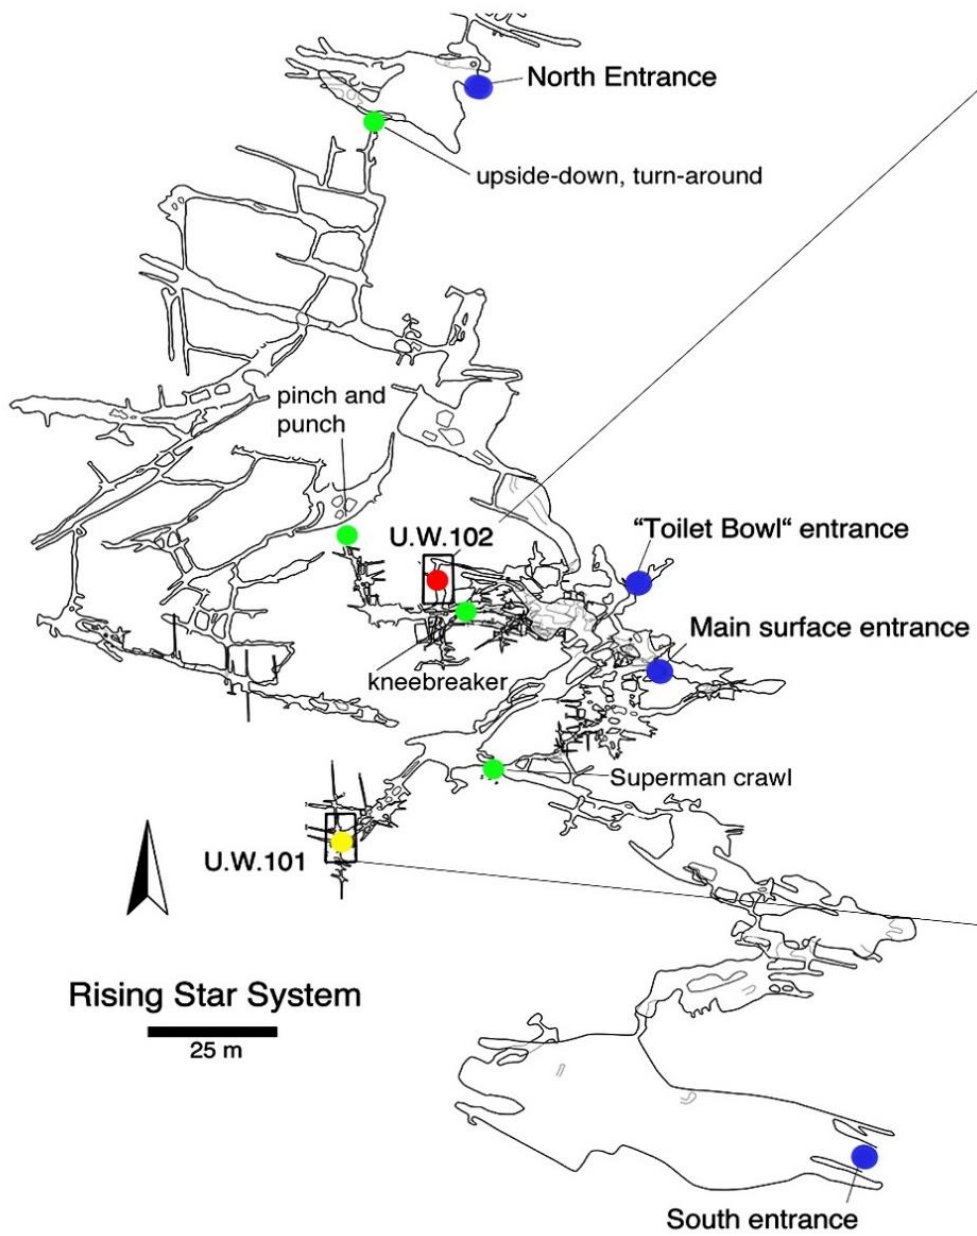 North Entrance
upside-down, turn-around
pinch and
punch
U.W.102
“Toilet Bowl“ entrance
Main surface entrance
kneebreaker
Superman crawl
U.W.101
Rising Star System
25 m
South entrance